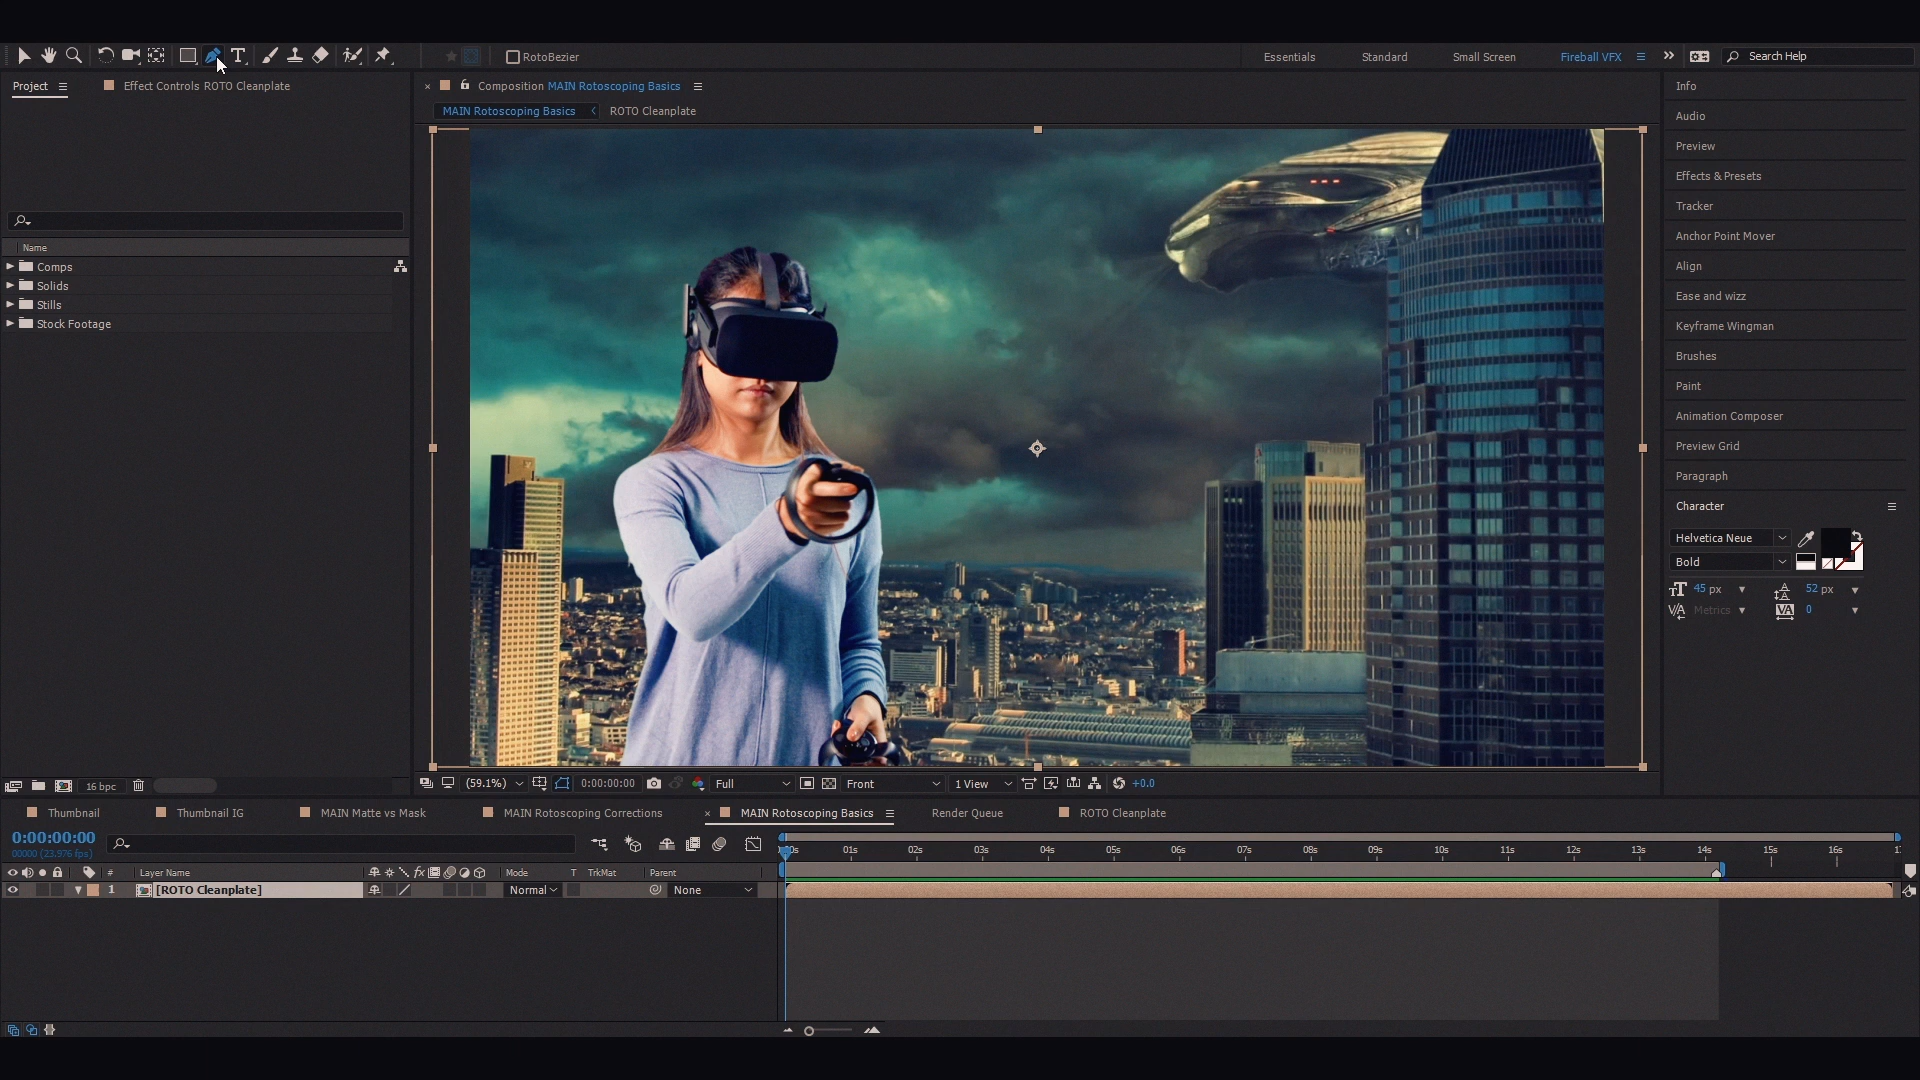 RotoBezier
Essentials
Standard
Small Screen
Fireball VFX
Search Help
Project
Effect Controls ROTO Cleanplate
Composition MAIN Rotoscoping Basics
MAIN Rotoscoping Basics
ROTO Cleanplate
Name
Comps
Solids
Stills
Stock Footage
Info
Audio
Preview
Effects & Presets
Tracker
Anchor Point Mover
Align
Ease and wizz
Keyframe Wingman
Brushes
Paint
Animation Composer
Preview Grid
Paragraph
Character
Helvetica Neue
Bold
45 px
52 px
Metrics
0
16 bpc
(59.1%)
0:00:00:00
Full
Front
1 View
+0.0
Thumbnail
Thumbnail IG
MAIN Matte vs Mask
MAIN Rotoscoping Corrections
MAIN Rotoscoping Basics
Render Queue
ROTO Cleanplate
0:00:00:00
00000 (23.976 fps)
01s 02s 03s 04s 05s 06s 07s 08s 09s 10s 11s 12s 13s 14s 15s 16s
# Layer Name
fx
Mode
T TrkMat
Parent
1 [ROTO Cleanplate]
Normal
None